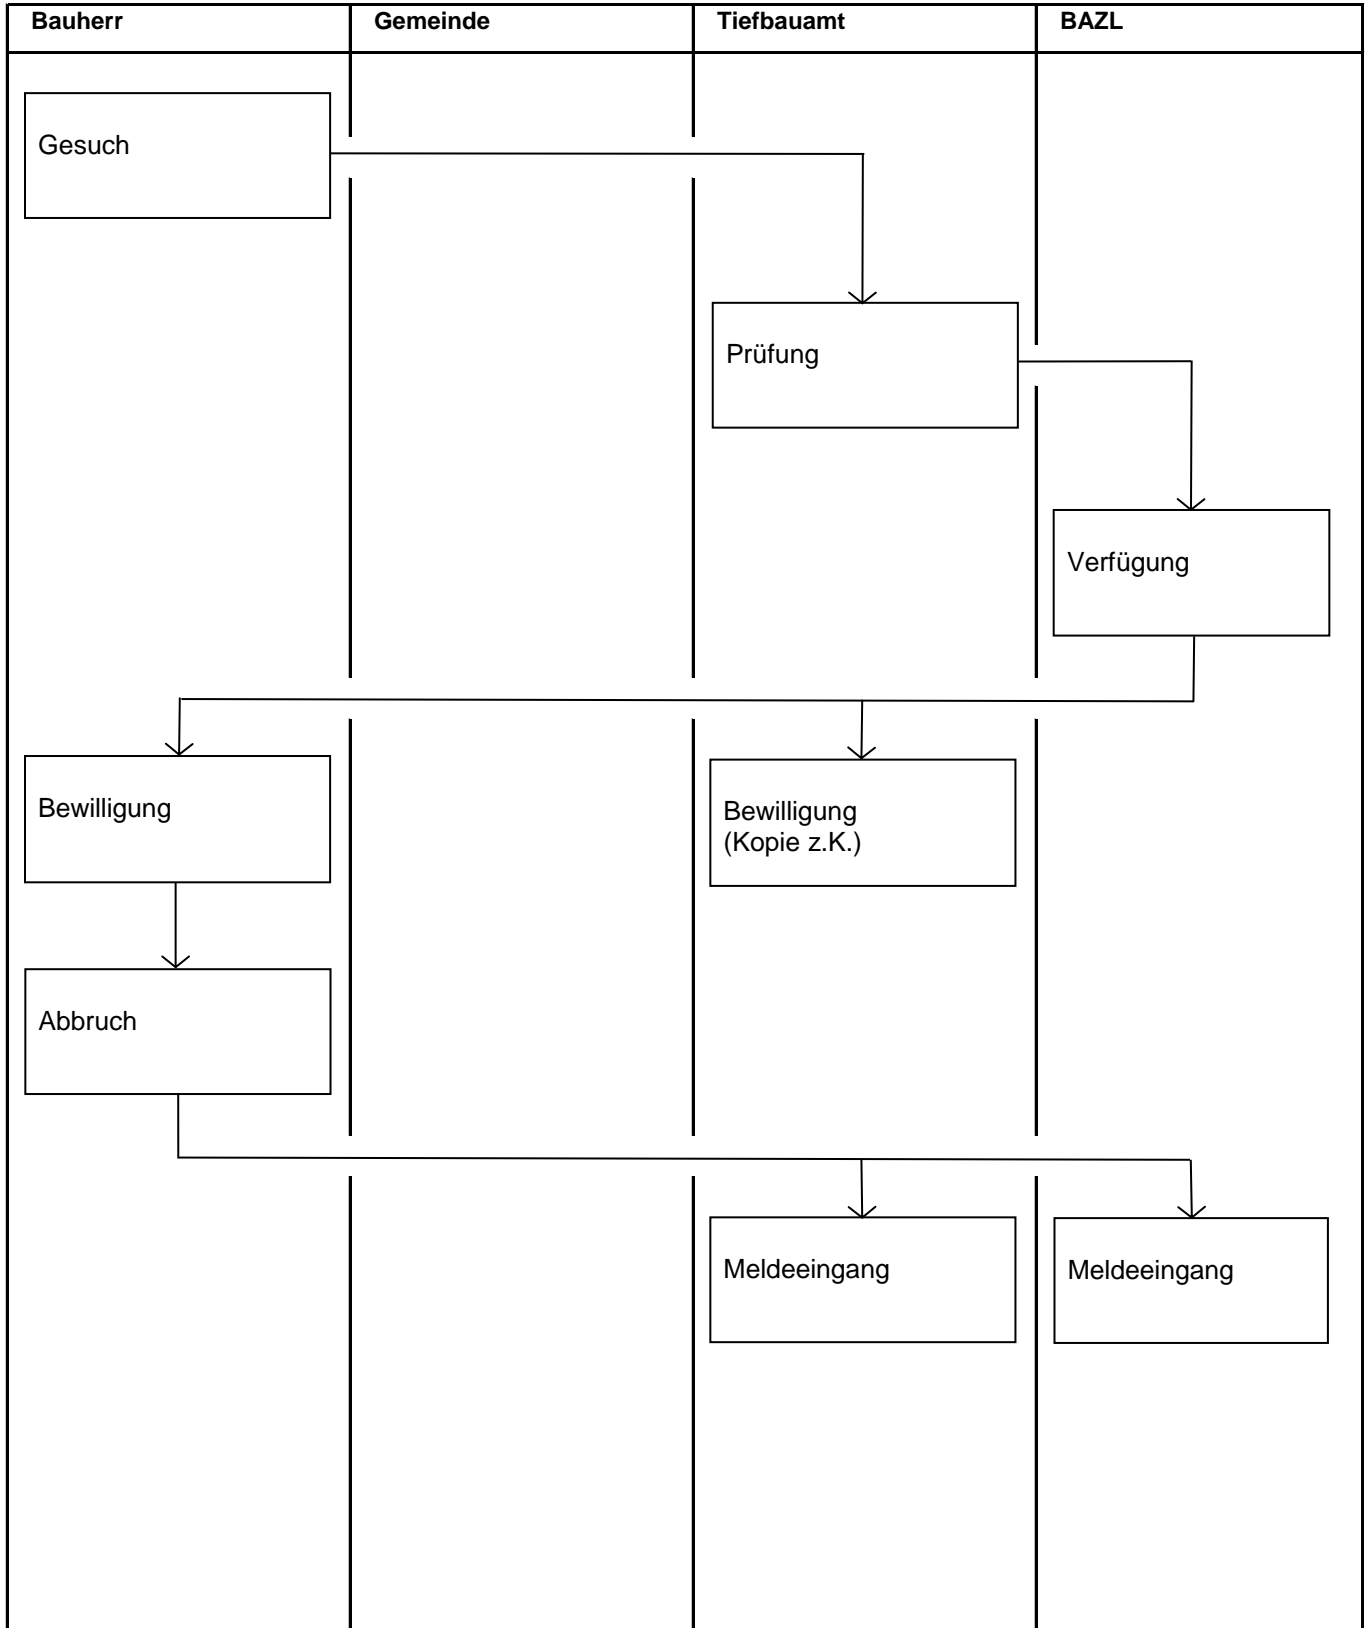 Bauherr
Gemeinde
Tiefbauamt
BAZL
Gesuch
Prüfung
Verfügung
Bewilligung
Bewilligung
(Kopie z.K.)
Abbruch
Meldeeingang
Meldeeingang